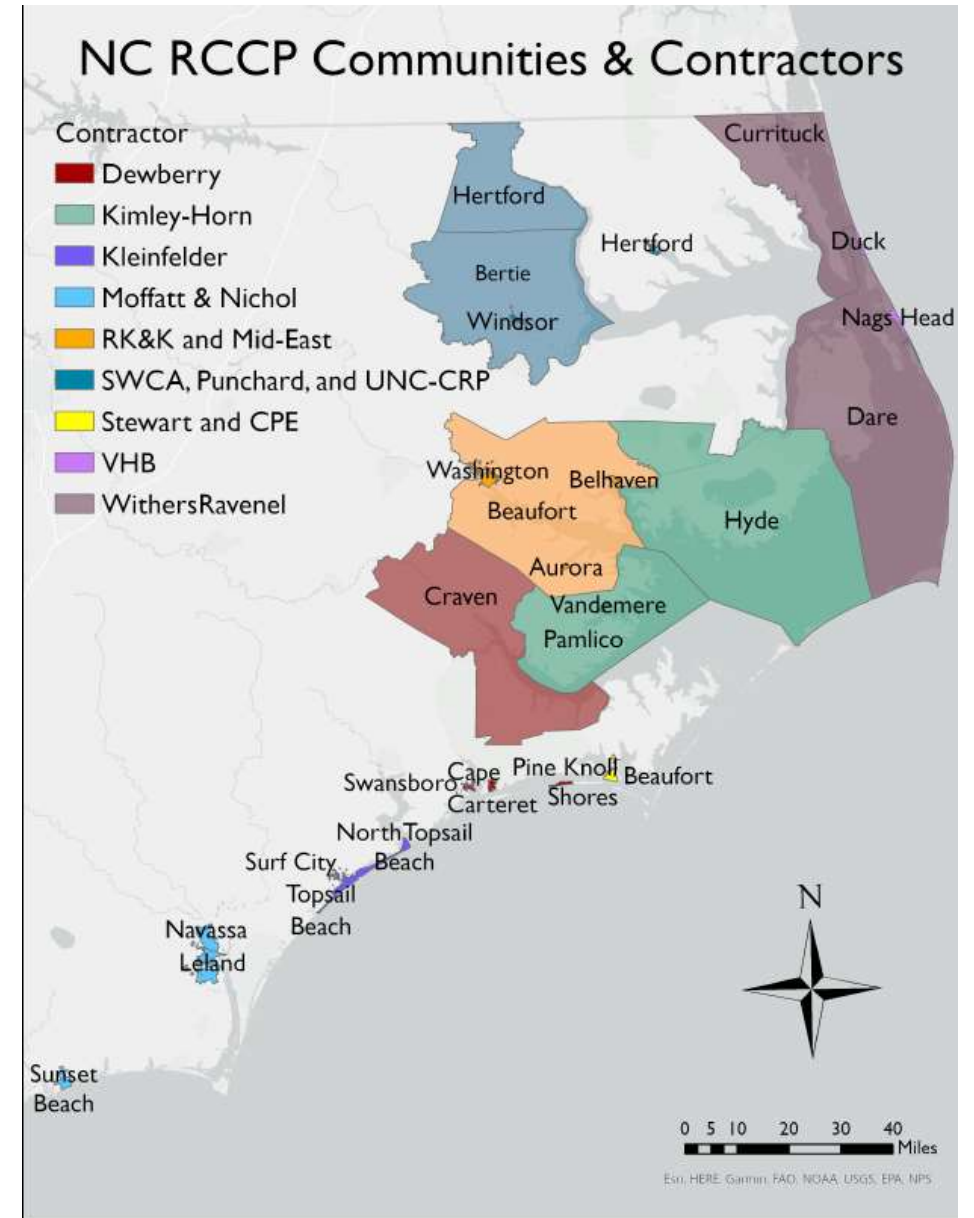 NC RCCP Communities & Contractors
Contractor
Dewberry
Kimley-Horn
Kleinfelder
Moffatt & Nichol
RK&K and Mid-East
SWCA, Punchard, and UNC-CRP
Stewart and CPE
VHB
WithersRavenel
Currituck
Hertford
Hertford
Duck
Bertie
Windsor
Nags Head
Dare
Washington
Belhaven
Beaufort
Hyde
Aurora
Craven
Vandemere
Pamlico
Swansboro
Cape
Carteret
Pine Knoll
Shores
Beaufort
North Topsail
Beach
Surf City
Topsail
Beach
Navassa
Leland
Sunset
Beach
N
0 5 10 20 30 40
Miles
Esri, HERE, Garmin, FAO, NOAA, USGS, EPA, NPS